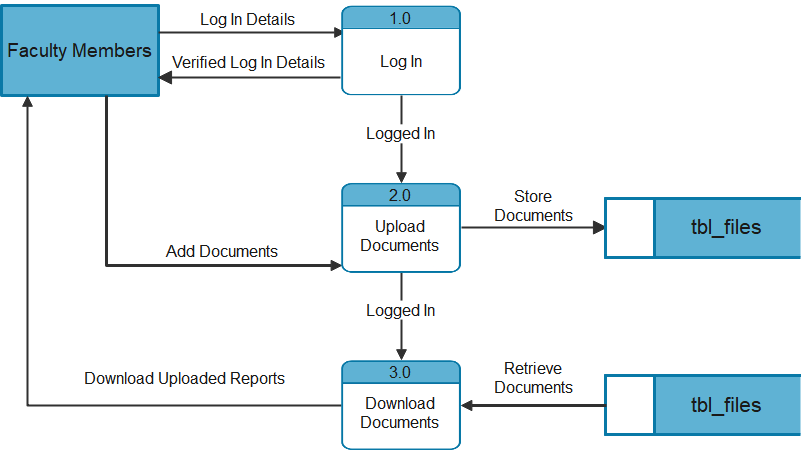 Faculty Members
Log In Details
Verified Log In Details
1.0
Log In
Logged In
2.0
Upload
Documents
Store
Documents
tbl_files
Add Documents
Logged In
3.0
Download
Documents
Retrieve
Documents
tbl_files
Download Uploaded Reports